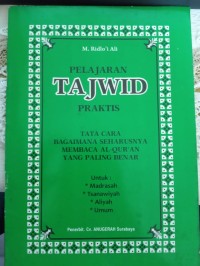 M. Ridlo'i Ali
PELAJARAN
TAJWID
PRAKTIS
TATA CARA
BAGAIMANA SEHARUSNYA
MEMBACA AL-QUR'AN
YANG PALING BENAR
Untuk :
* Madrasah
* Tsanawiyah
* Aliyah
* Umum
Penerbit: Cv. ANUGERAH Surabaya